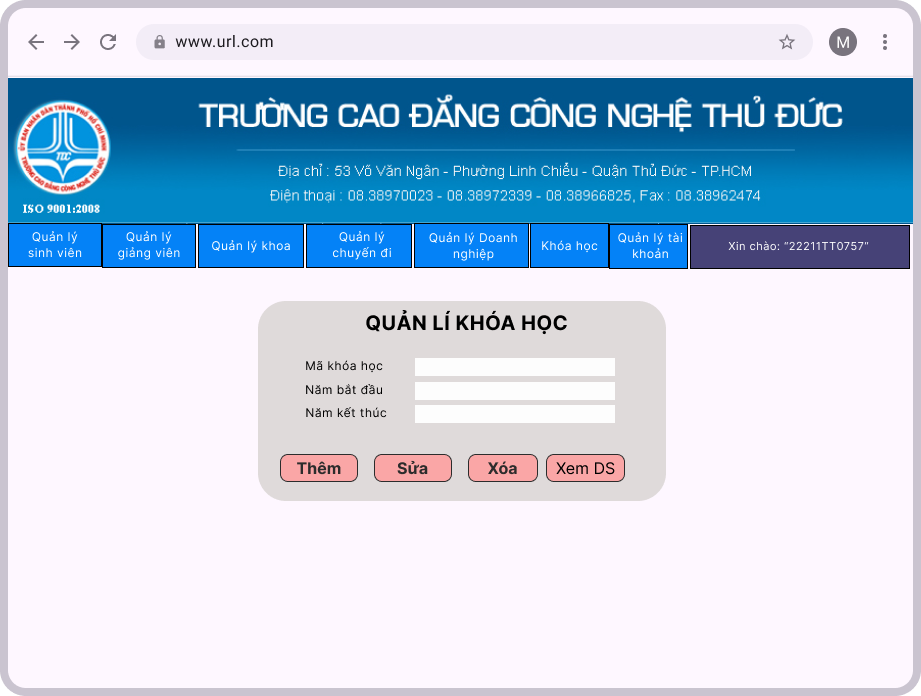 www.url.com
M
TRƯỜNG CAO ĐẲNG CÔNG NGHỆ THỦ ĐỨC
Địa chỉ : 53 Võ Văn Ngân - Phường Linh Chiểu - Quận Thủ Đức - TP.HCM
Điện thoại : 08.38970023 - 08.38972339 - 08.38966825, Fax : 08.38962474
ỦY BAN NHÂN DÂN THÀNH PHỐ HỒ CHÍ MINH
TDC
TRƯỜNG CAO ĐẲNG CÔNG NGHỆ THỦ ĐỨC
ISO 9001:2008
Quản lý
sinh viên
Quản lý
giảng viên
Quản lý khoa
Quản lý
chuyến đi
Quản lý Doanh
nghiệp
Khóa học
Quản lý tài
khoản
Xin chào: “22211TT0757”
QUẢN LÍ KHÓA HỌC
Mã khóa học
Năm bắt đầu
Năm kết thúc
Thêm
Sửa
Xóa
Xem DS